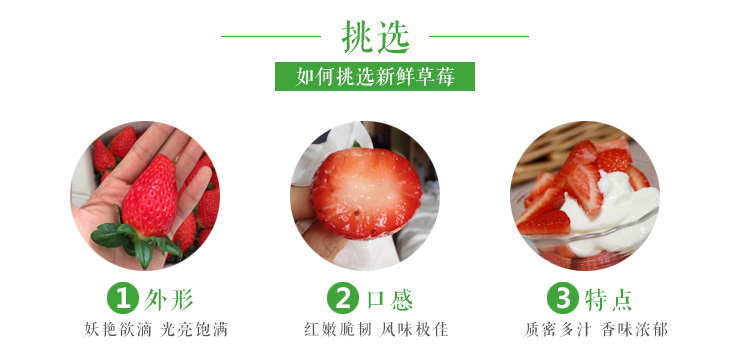 挑选
如何挑选新鲜草莓
1 外形
妖艳欲滴 光亮饱满
2 口感
红嫩脆韧 风味极佳
3 特点
质密多汁 香味浓郁